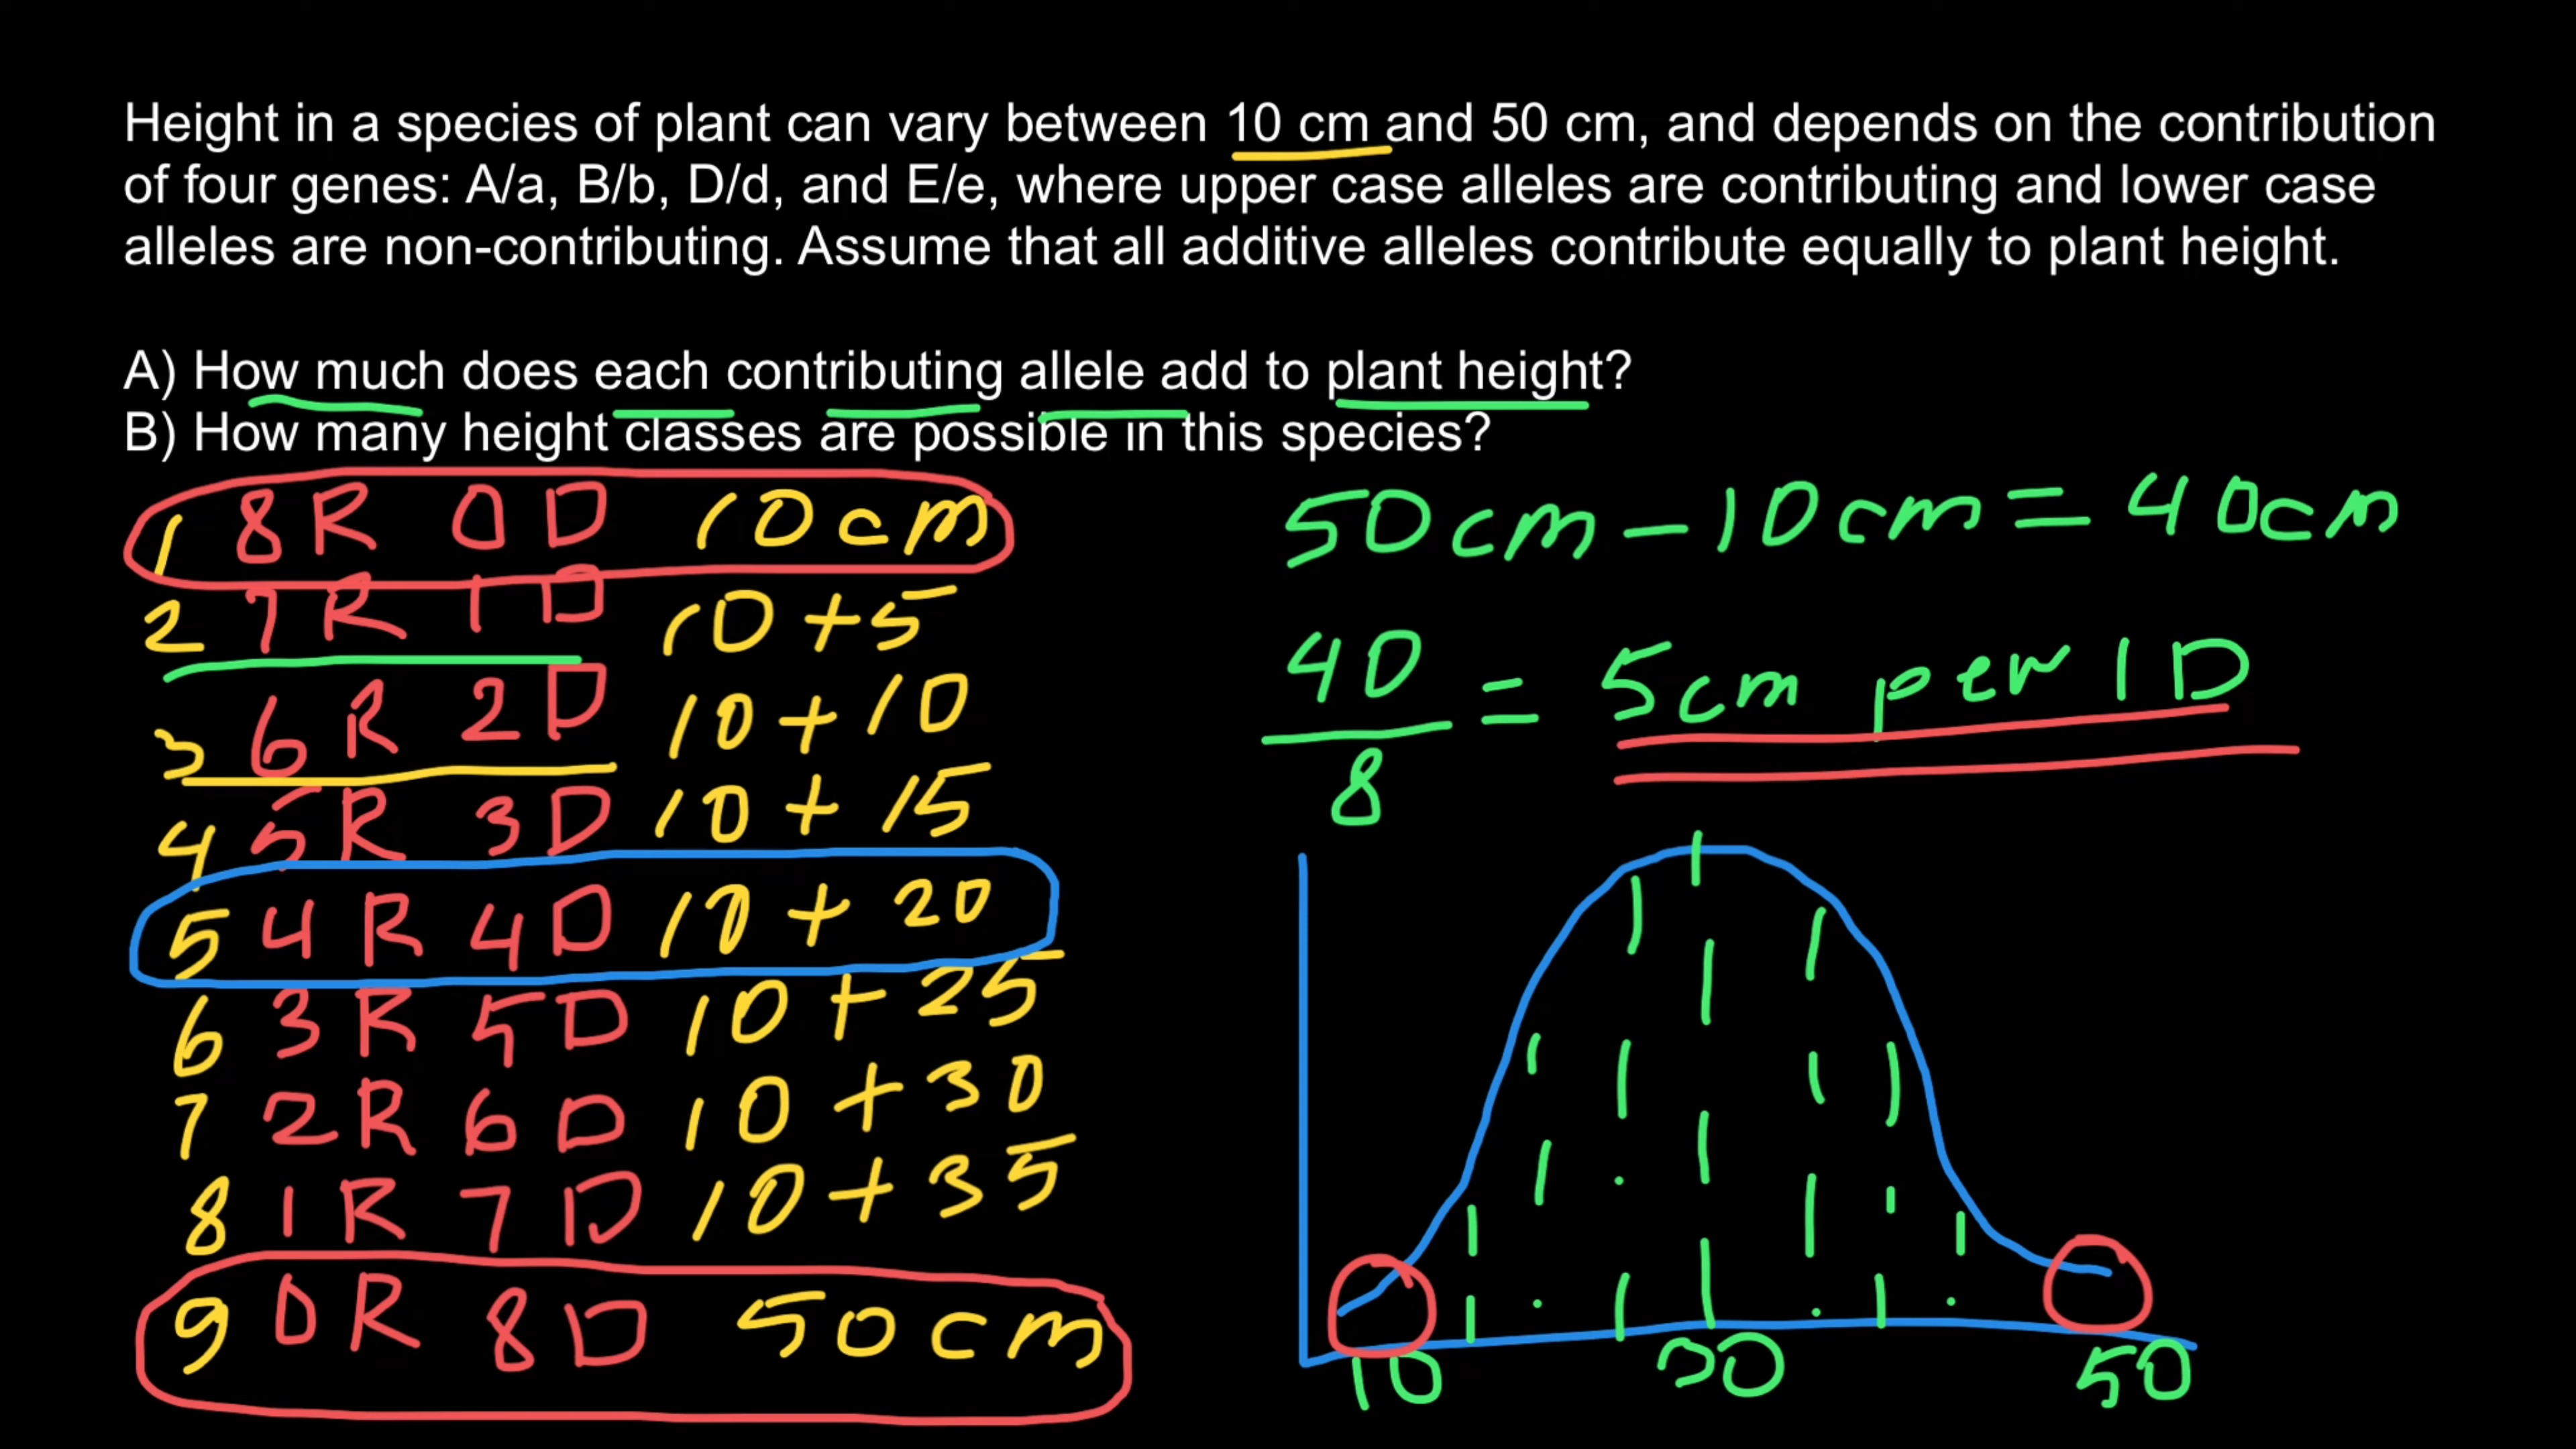 Height in a species of plant can vary between 10 cm and 50 cm, and depends on the contribution
of four genes: A/a, B/b, D/d, and E/e, where upper case alleles are contributing and lower case
alleles are non-contributing. Assume that all additive alleles contribute equally to plant height.
A) How much does each contributing allele add to plant height?
B) How many height classes are possible in this species?
1 8R 0D 10cm
2 7R 1D 10+5
3 6R 2D 10+10
4 5R 3D 10+15
5 4R 4D 10+20
6 3R 5D 10+25
7 2R 6D 10+30
8 1R 7D 10+35
9 0R 8D 50cm
50cm-10cm=40cm
40
8
= 5cm per 1D
10 30 50